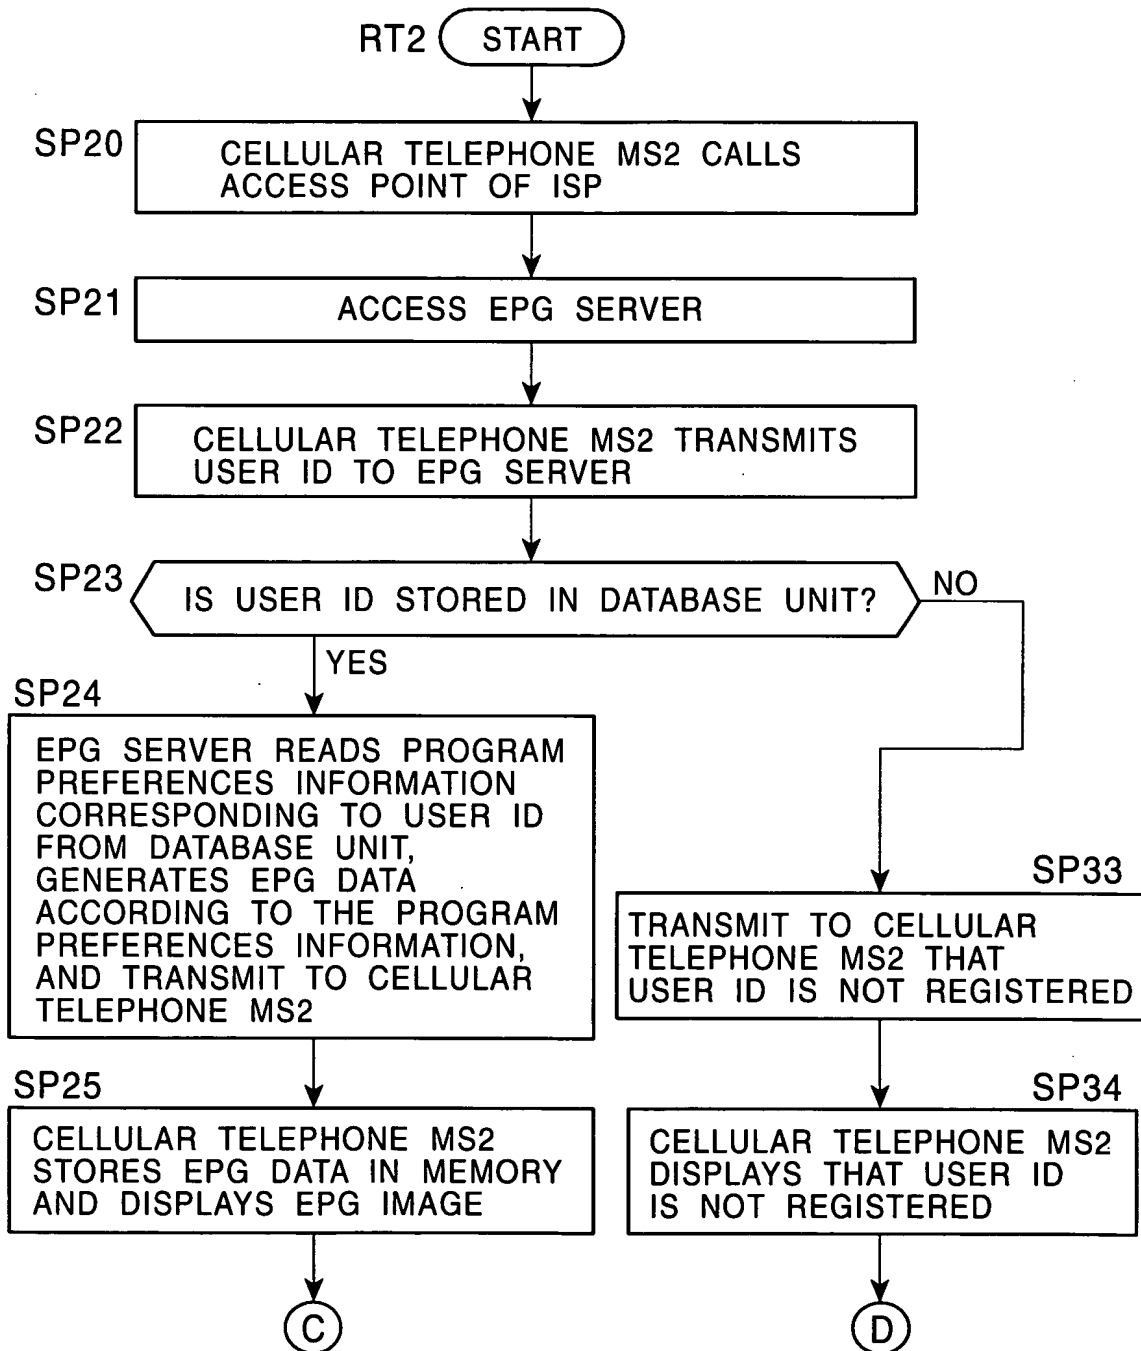 RT2
START
SP20
CELLULAR TELEPHONE MS2 CALLS
ACCESS POINT OF ISP
SP21
ACCESS EPG SERVER
SP22
CELLULAR TELEPHONE MS2 TRANSMITS
USER ID TO EPG SERVER
SP23
IS USER ID STORED IN DATABASE UNIT?
NO
YES
SP24
EPG SERVER READS PROGRAM
PREFERENCES INFORMATION
CORRESPONDING TO USER ID
FROM DATABASE UNIT,
GENERATES EPG DATA
ACCORDING TO THE PROGRAM
PREFERENCES INFORMATION,
AND TRANSMIT TO CELLULAR
TELEPHONE MS2
SP33
TRANSMIT TO CELLULAR
TELEPHONE MS2 THAT
USER ID IS NOT REGISTERED
SP25
CELLULAR TELEPHONE MS2
STORES EPG DATA IN MEMORY
AND DISPLAYS EPG IMAGE
SP34
CELLULAR TELEPHONE MS2
DISPLAYS THAT USER ID
IS NOT REGISTERED
C
D